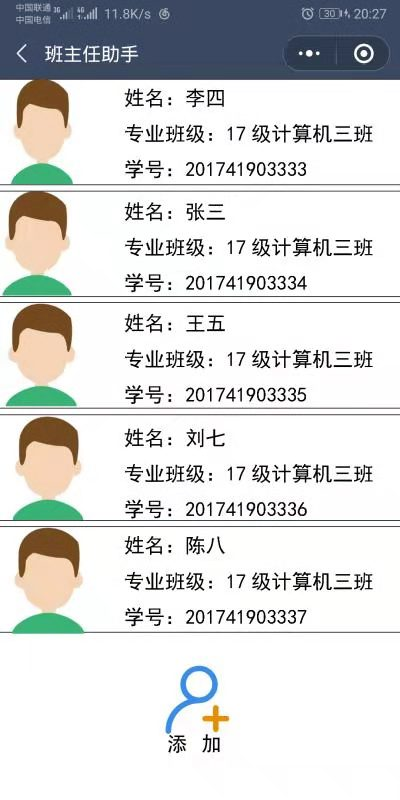 中国联通
中国电信
3G 4G 11.8K/s 30 20:27
班主任助手
姓名：李四
专业班级：17 级计算机三班
学号：201741903333
姓名：张三
专业班级：17 级计算机三班
学号：201741903334
姓名：王五
专业班级：17 级计算机三班
学号：201741903335
姓名：刘七
专业班级：17 级计算机三班
学号：201741903336
姓名：陈八
专业班级：17 级计算机三班
学号：201741903337
添 加